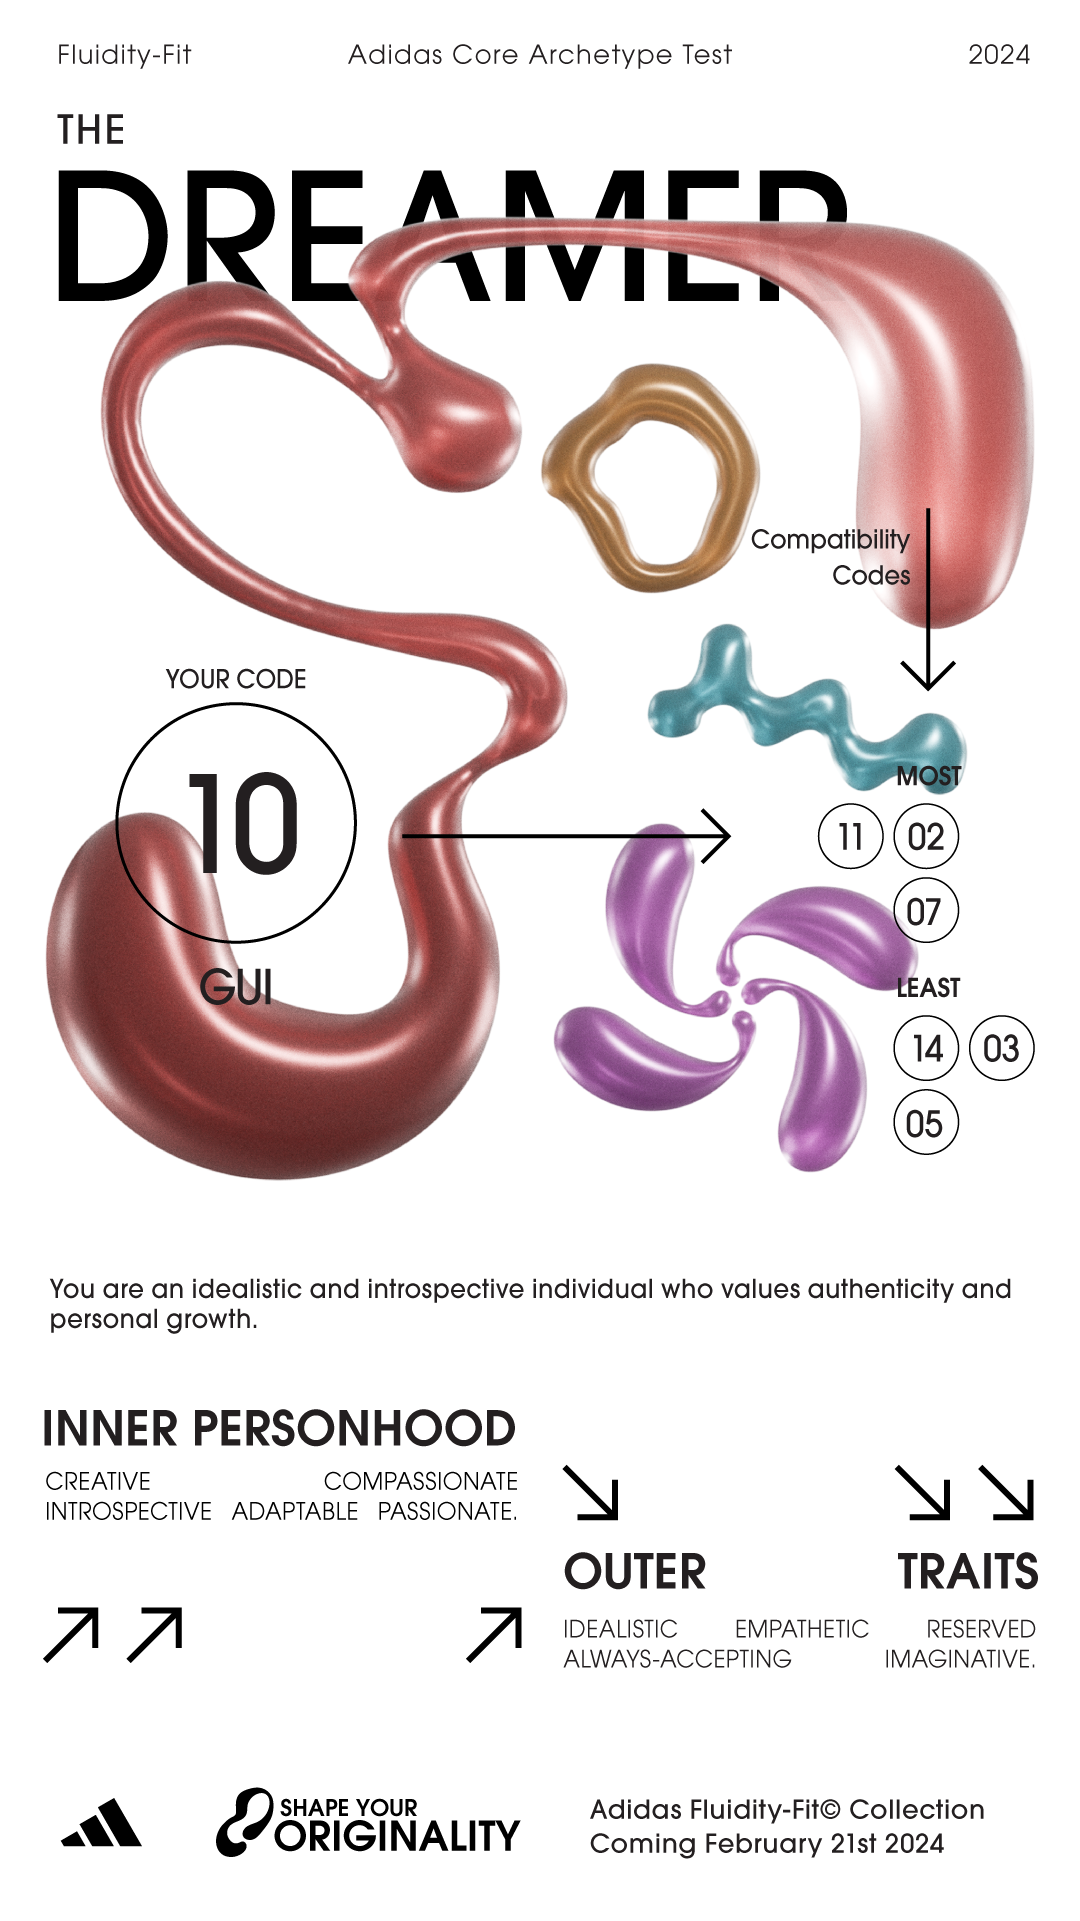 Fluidity-Fit
Adidas Core Archetype Test
2024
THE
DREAMER
Compatibility
Codes
YOUR CODE
10
GUI
MOST
11 02
07
LEAST
14 03
05
You are an idealistic and introspective individual who values authenticity and
personal growth.
INNER PERSONHOOD
CREATIVE COMPASSIONATE
INTROSPECTIVE ADAPTABLE PASSIONATE.
OUTER TRAITS
IDEALISTIC EMPATHETIC RESERVED
ALWAYS-ACCEPTING IMAGINATIVE.
SHAPE YOUR
ORIGINALITY
Adidas Fluidity-Fit© Collection
Coming February 21st 2024